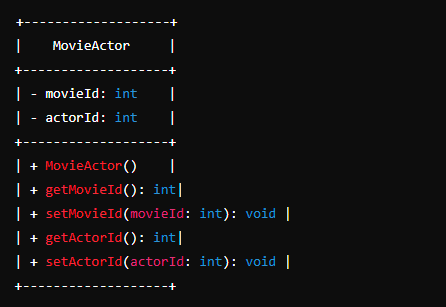 +-------------------+
|    MovieActor     |
+-------------------+
| - movieId: int    |
| - actorId: int    |
+-------------------+
| + MovieActor()    |
| + getMovieId(): int|
| + setMovieId(movieId: int): void |
| + getActorId(): int|
| + setActorId(actorId: int): void |
+-------------------+